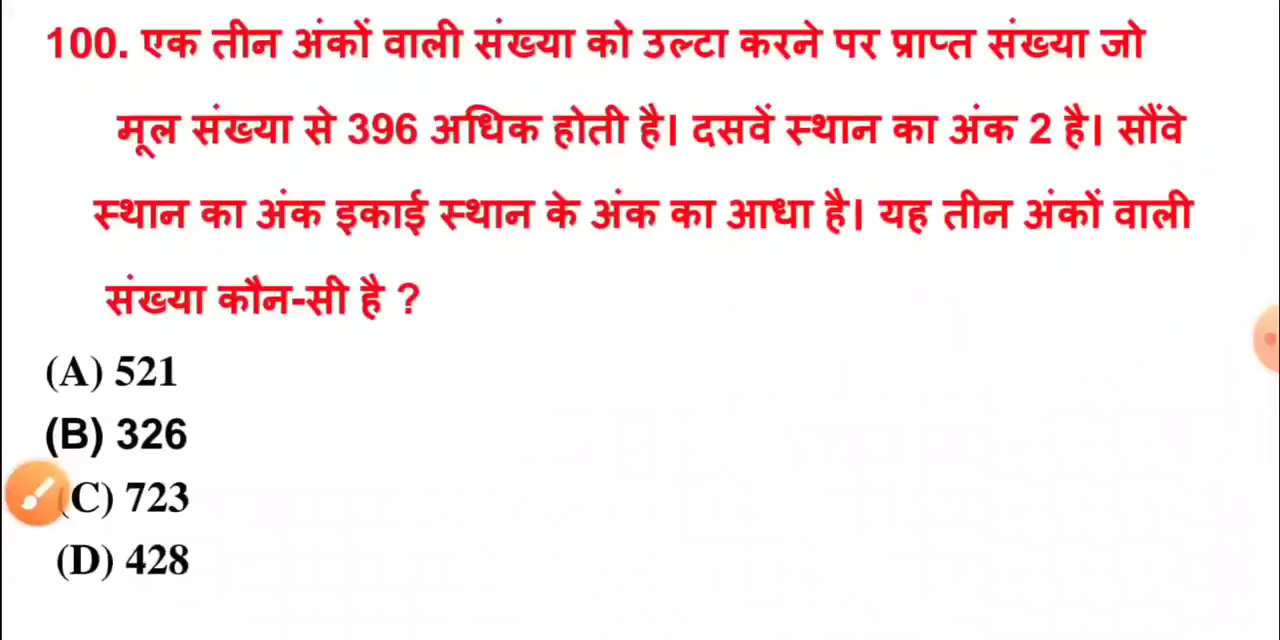 100. एक तीन अंकों वाली संख्या को उल्टा करने पर प्राप्त संख्या जो
मूल संख्या से 396 अधिक होती है। दसवें स्थान का अंक 2 है। सौंवे
स्थान का अंक इकाई स्थान के अंक का आधा है। यह तीन अंकों वाली
संख्या कौन-सी है ?
(A) 521
(B) 326
(C) 723
(D) 428